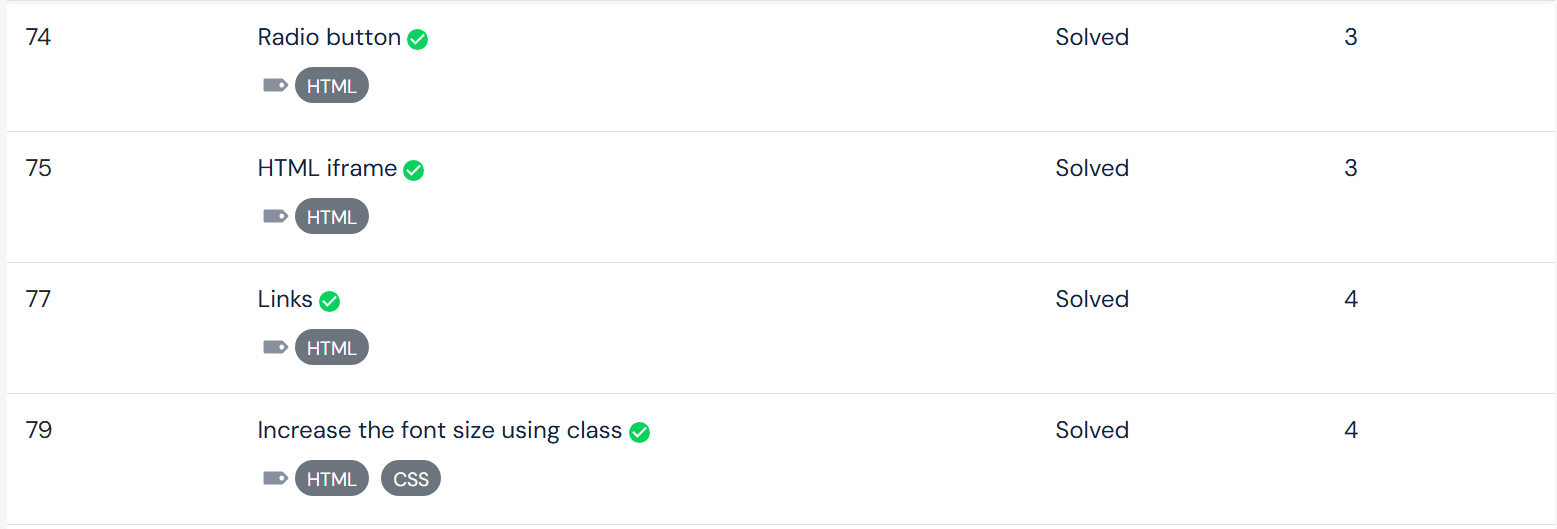 74 Radio button Solved 3
HTML
75 HTML iframe Solved 3
HTML
77 Links Solved 4
HTML
79 Increase the font size using class Solved 4
HTML CSS